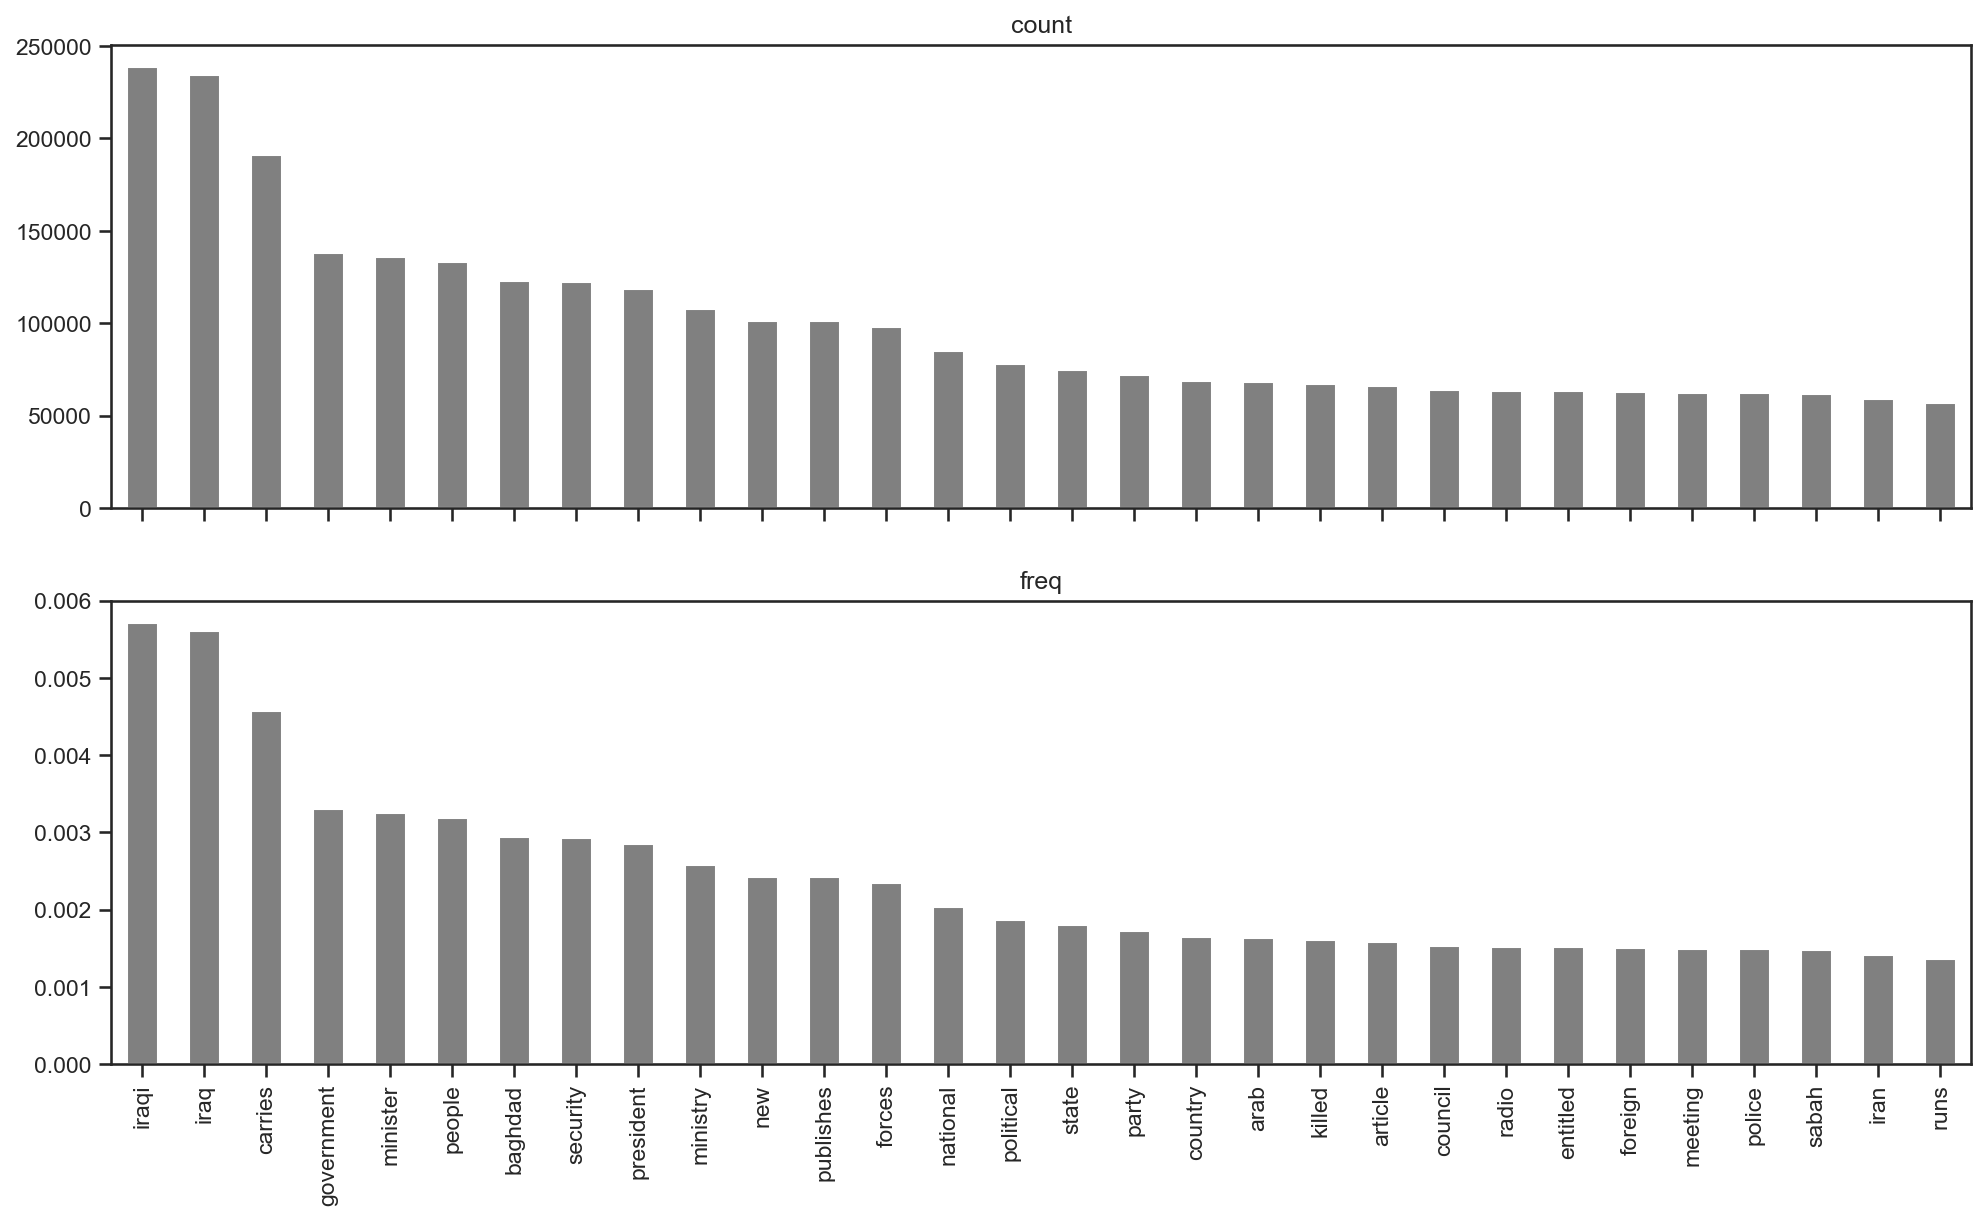 count
250000
200000
150000
100000
50000
0
freq
0.006
0.005
0.004
0.003
0.002
0.001
0.000
iraqi
iraq
carries
government
minister
people
baghdad
security
president
ministry
new
publishes
forces
national
political
state
party
country
arab
killed
article
council
radio
entitled
foreign
meeting
police
sabah
iran
runs